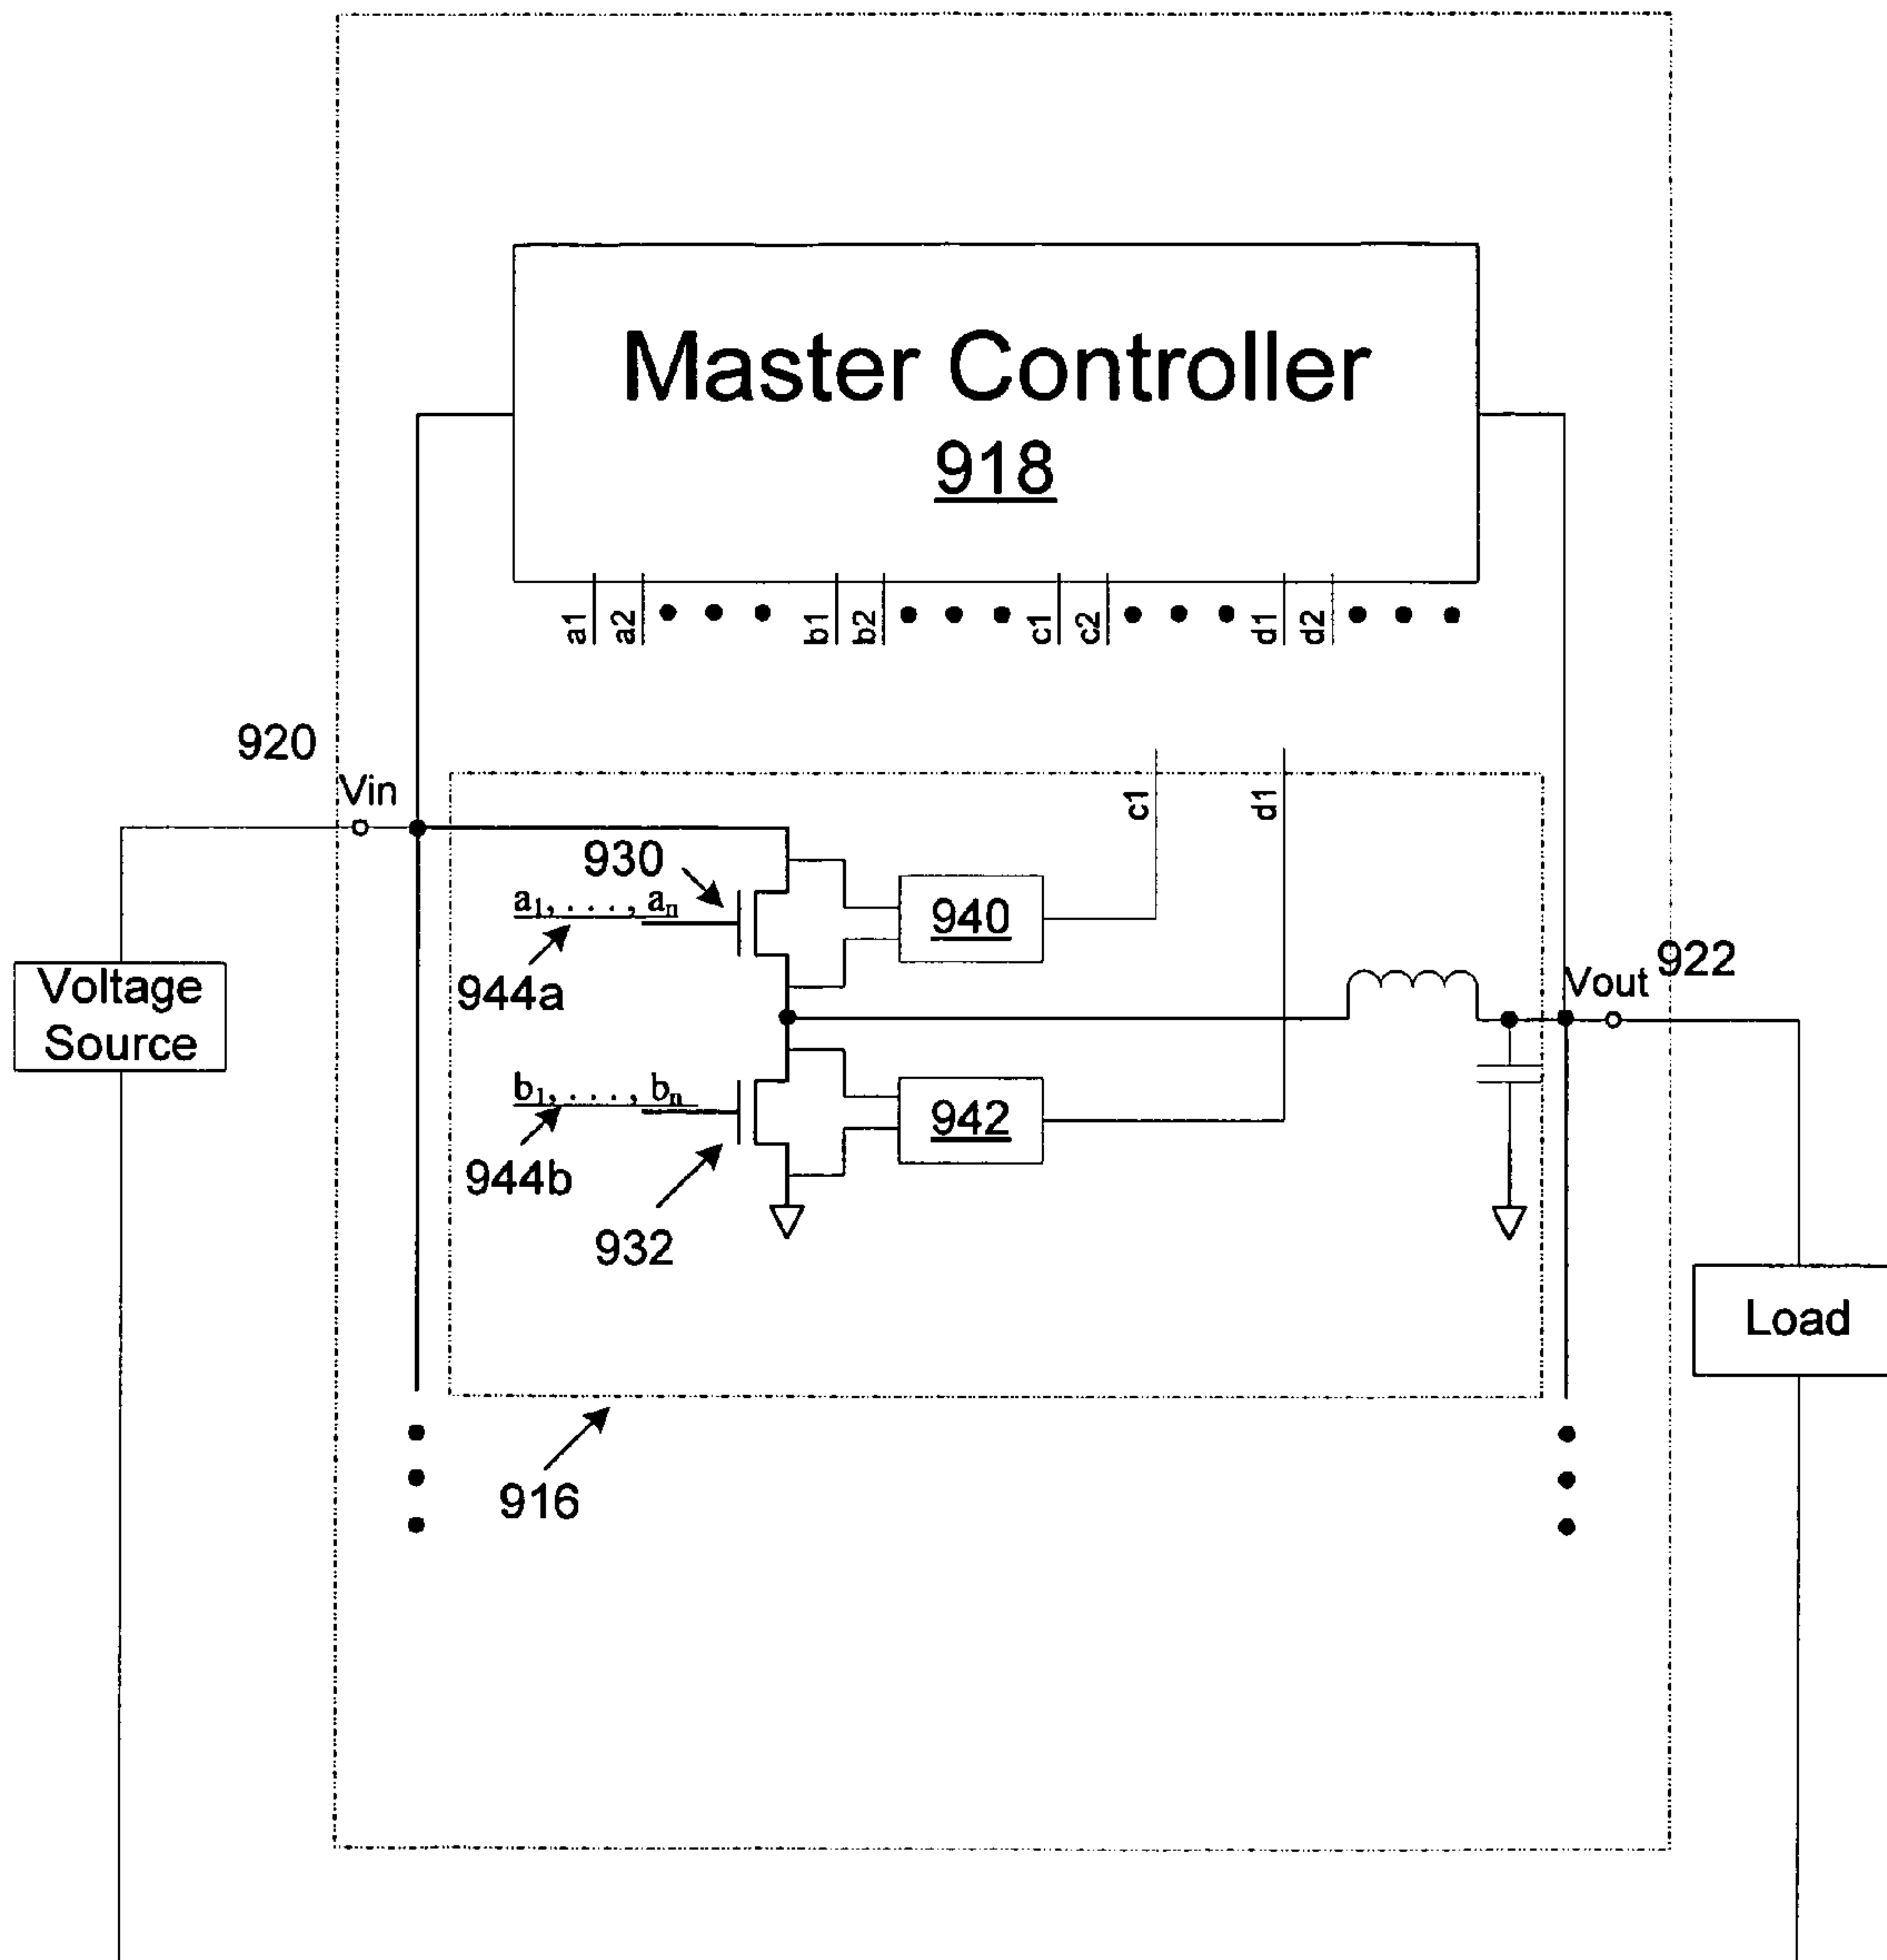 Master Controller
918
a1
a2
b1
b2
c1
c2
d1
d2
920
Vin
c1
d1
930
a1, . . . , an
940
944a
Voltage
Source
922
Vout
b1, . . . , bn
942
944b
932
Load
916